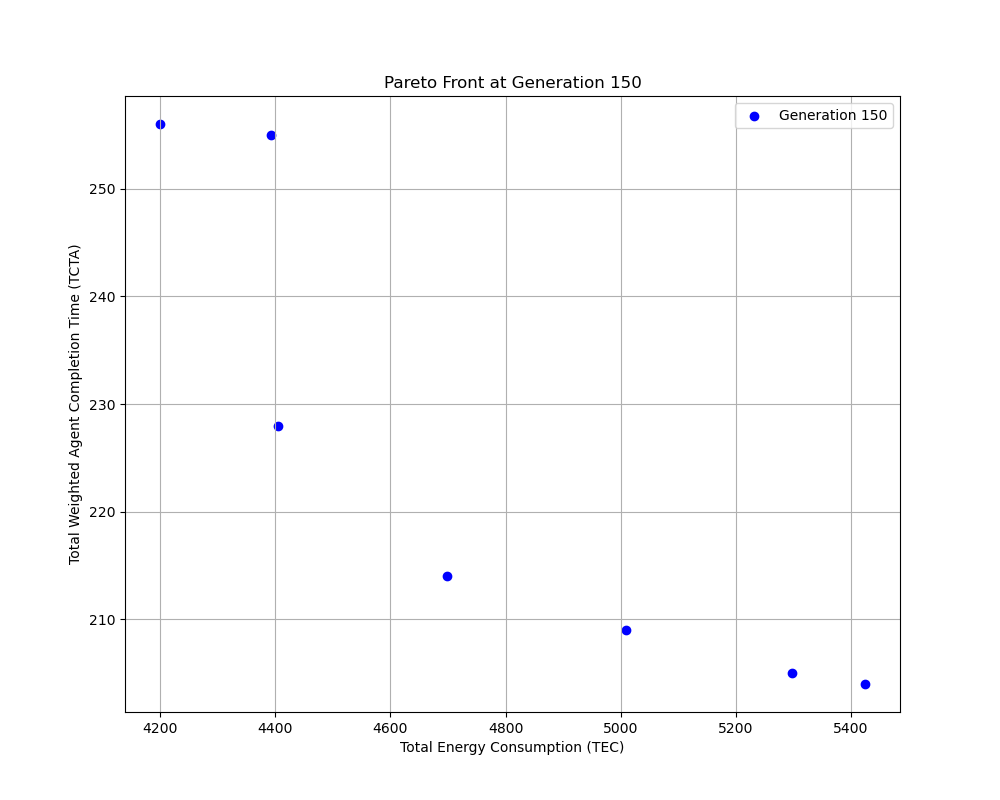 Pareto Front at Generation 150
Generation 150
Total Weighted Agent Completion Time (TCTA)
250
240
230
220
210
4200 4400 4600 4800 5000 5200 5400
Total Energy Consumption (TEC)